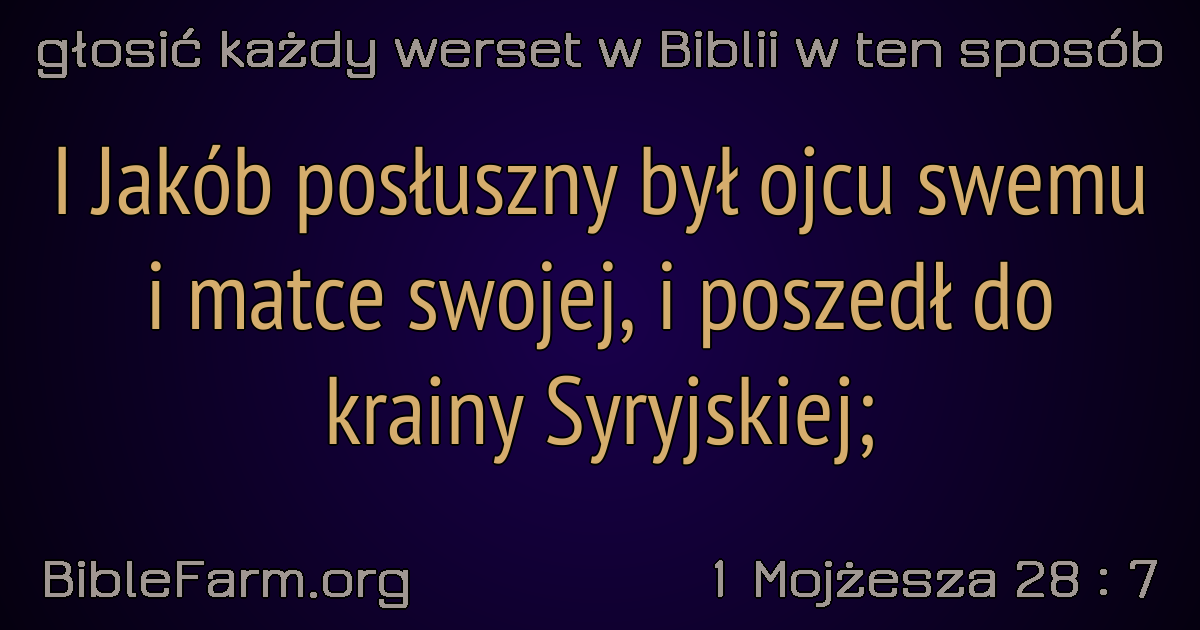 głosić każdy werset w Biblii w ten sposób
I Jakób posłuszny był ojcu swemu
i matce swojej, i poszedł do
krainy Syryjskiej;
BibleFarm.org
1 Mojżesza 28 : 7